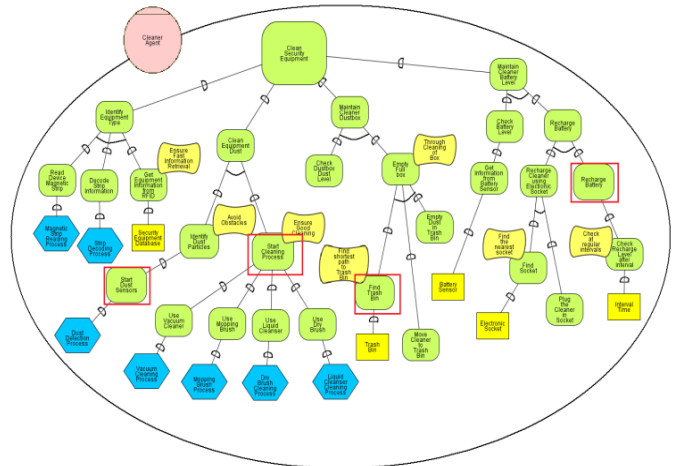 Cleaner
Agent
Clean
Security
Equipment
Maintain
Cleaner
Battery
Level
Identify
Equipment
Type
Maintain
Cleaner
Dustbox
Check
Battery
Level
Recharge
Battery
Ensure
Fast
Information
Retrieval
Clean
Equipment
Dust
Through
Cleaning
of
Box
Read
Device
Magnetic
Strip
Decode
Strip
Information
Get
Equipment
Information
from
RFID
Check
Dustbox
Dust
Level
Empty
Full
box
Get
Information
from
Battery
Sensor
Recharge
Cleaner
using
Electronic
Socket
Recharge
Battery
Magnetic
Strip
Reading
Process
Strip
Decoding
Process
Security
Equipment
Database
Identify
Dust
Particles
Avoid
Obstacles
Ensure
Good
Cleaning
Start
Cleaning
Process
Empty
Dust in
Trash
Bin
Find
the
nearest
socket
Check
at
regular
intervals
Check
Recharge
Level
after
interval
Start
Dust
Sensors
Find
shortest
path
to
Trash
Bin
Find
Trash
Bin
Battery
Sensor
Find
Socket
Plug
the
Cleaner
in
Socket
Interval
Time
Dust
Detection
Process
Use
Vacuum
Cleaner
Use
Mopping
Brush
Use
Liquid
Cleanser
Use
Dry
Brush
Trash
Bin
Move
Cleaner
to
Trash
Bin
Electronic
Socket
Vacuum
Cleaning
Process
Mopping
Brush
Process
Dry
Brush
Cleaning
Process
Liquid
Cleanser
Cleaning
Process